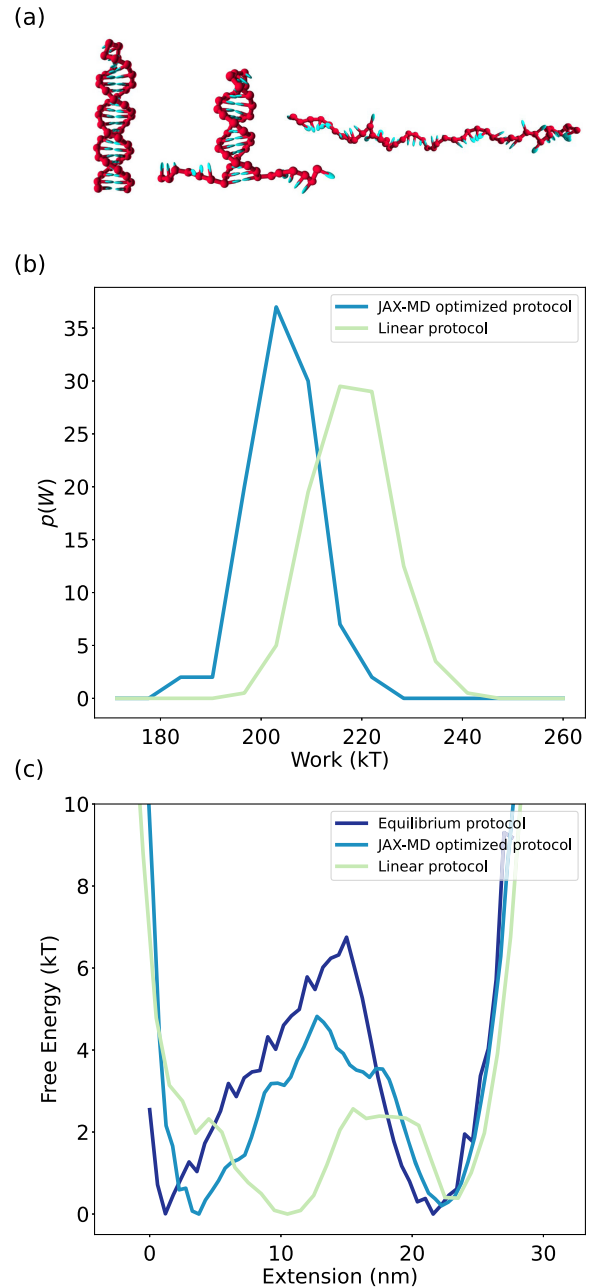 (a)
(b)
JAX-MD optimized protocol
Linear protocol
p(W)
35
30
25
20
15
10
5
0
180 200 220 240 260
Work (kT)
(c)
Equilibrium protocol
JAX-MD optimized protocol
Linear protocol
Free Energy (kT)
10
8
6
4
2
0
0 10 20 30
Extension (nm)